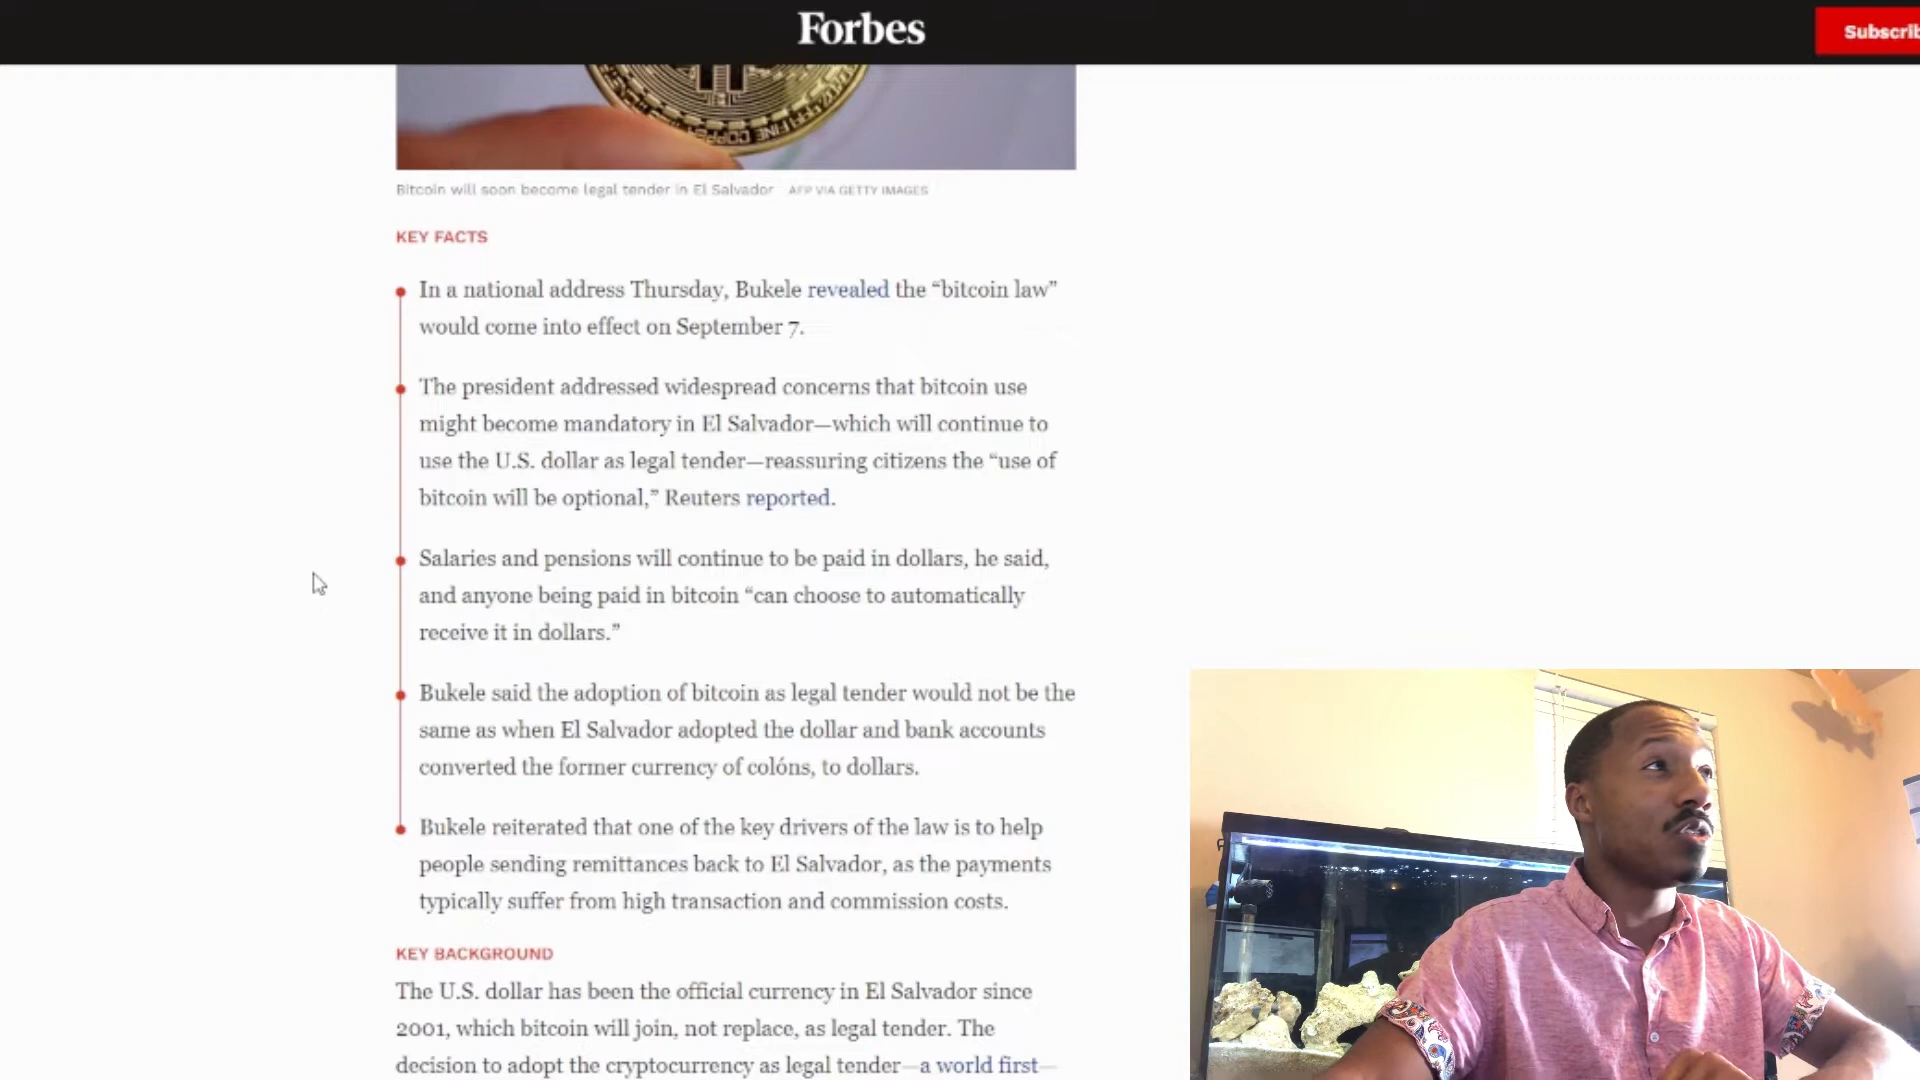 Forbes
Subscrib
FINE COPPER
Bitcoin will soon become legal tender in El Salvador AFP VIA GETTY IMAGES
KEY FACTS
In a national address Thursday, Bukele revealed the “bitcoin law”
would come into effect on September 7.
The president addressed widespread concerns that bitcoin use
might become mandatory in El Salvador—which will continue to
use the U.S. dollar as legal tender—reassuring citizens the “use of
bitcoin will be optional,” Reuters reported.
Salaries and pensions will continue to be paid in dollars, he said,
and anyone being paid in bitcoin “can choose to automatically
receive it in dollars.”
Bukele said the adoption of bitcoin as legal tender would not be the
same as when El Salvador adopted the dollar and bank accounts
converted the former currency of colóns, to dollars.
Bukele reiterated that one of the key drivers of the law is to help
people sending remittances back to El Salvador, as the payments
typically suffer from high transaction and commission costs.
KEY BACKGROUND
The U.S. dollar has been the official currency in El Salvador since
2001, which bitcoin will join, not replace, as legal tender. The
decision to adopt the cryptocurrency as legal tender—a world first—